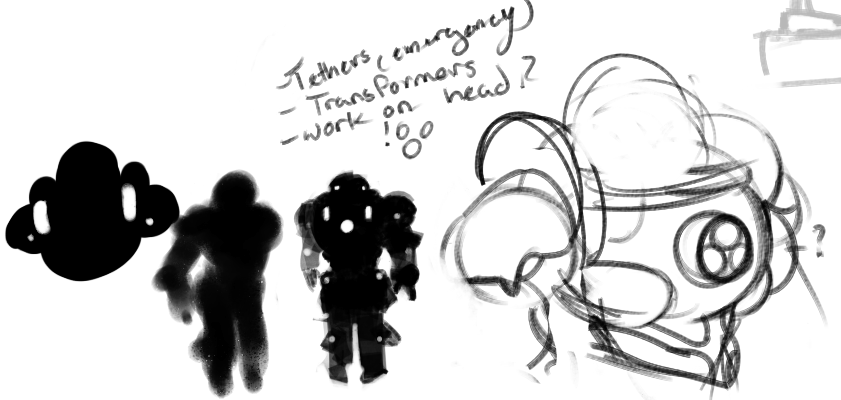 -Tethers (emergency)
- Transformers
- work on head?
!
?